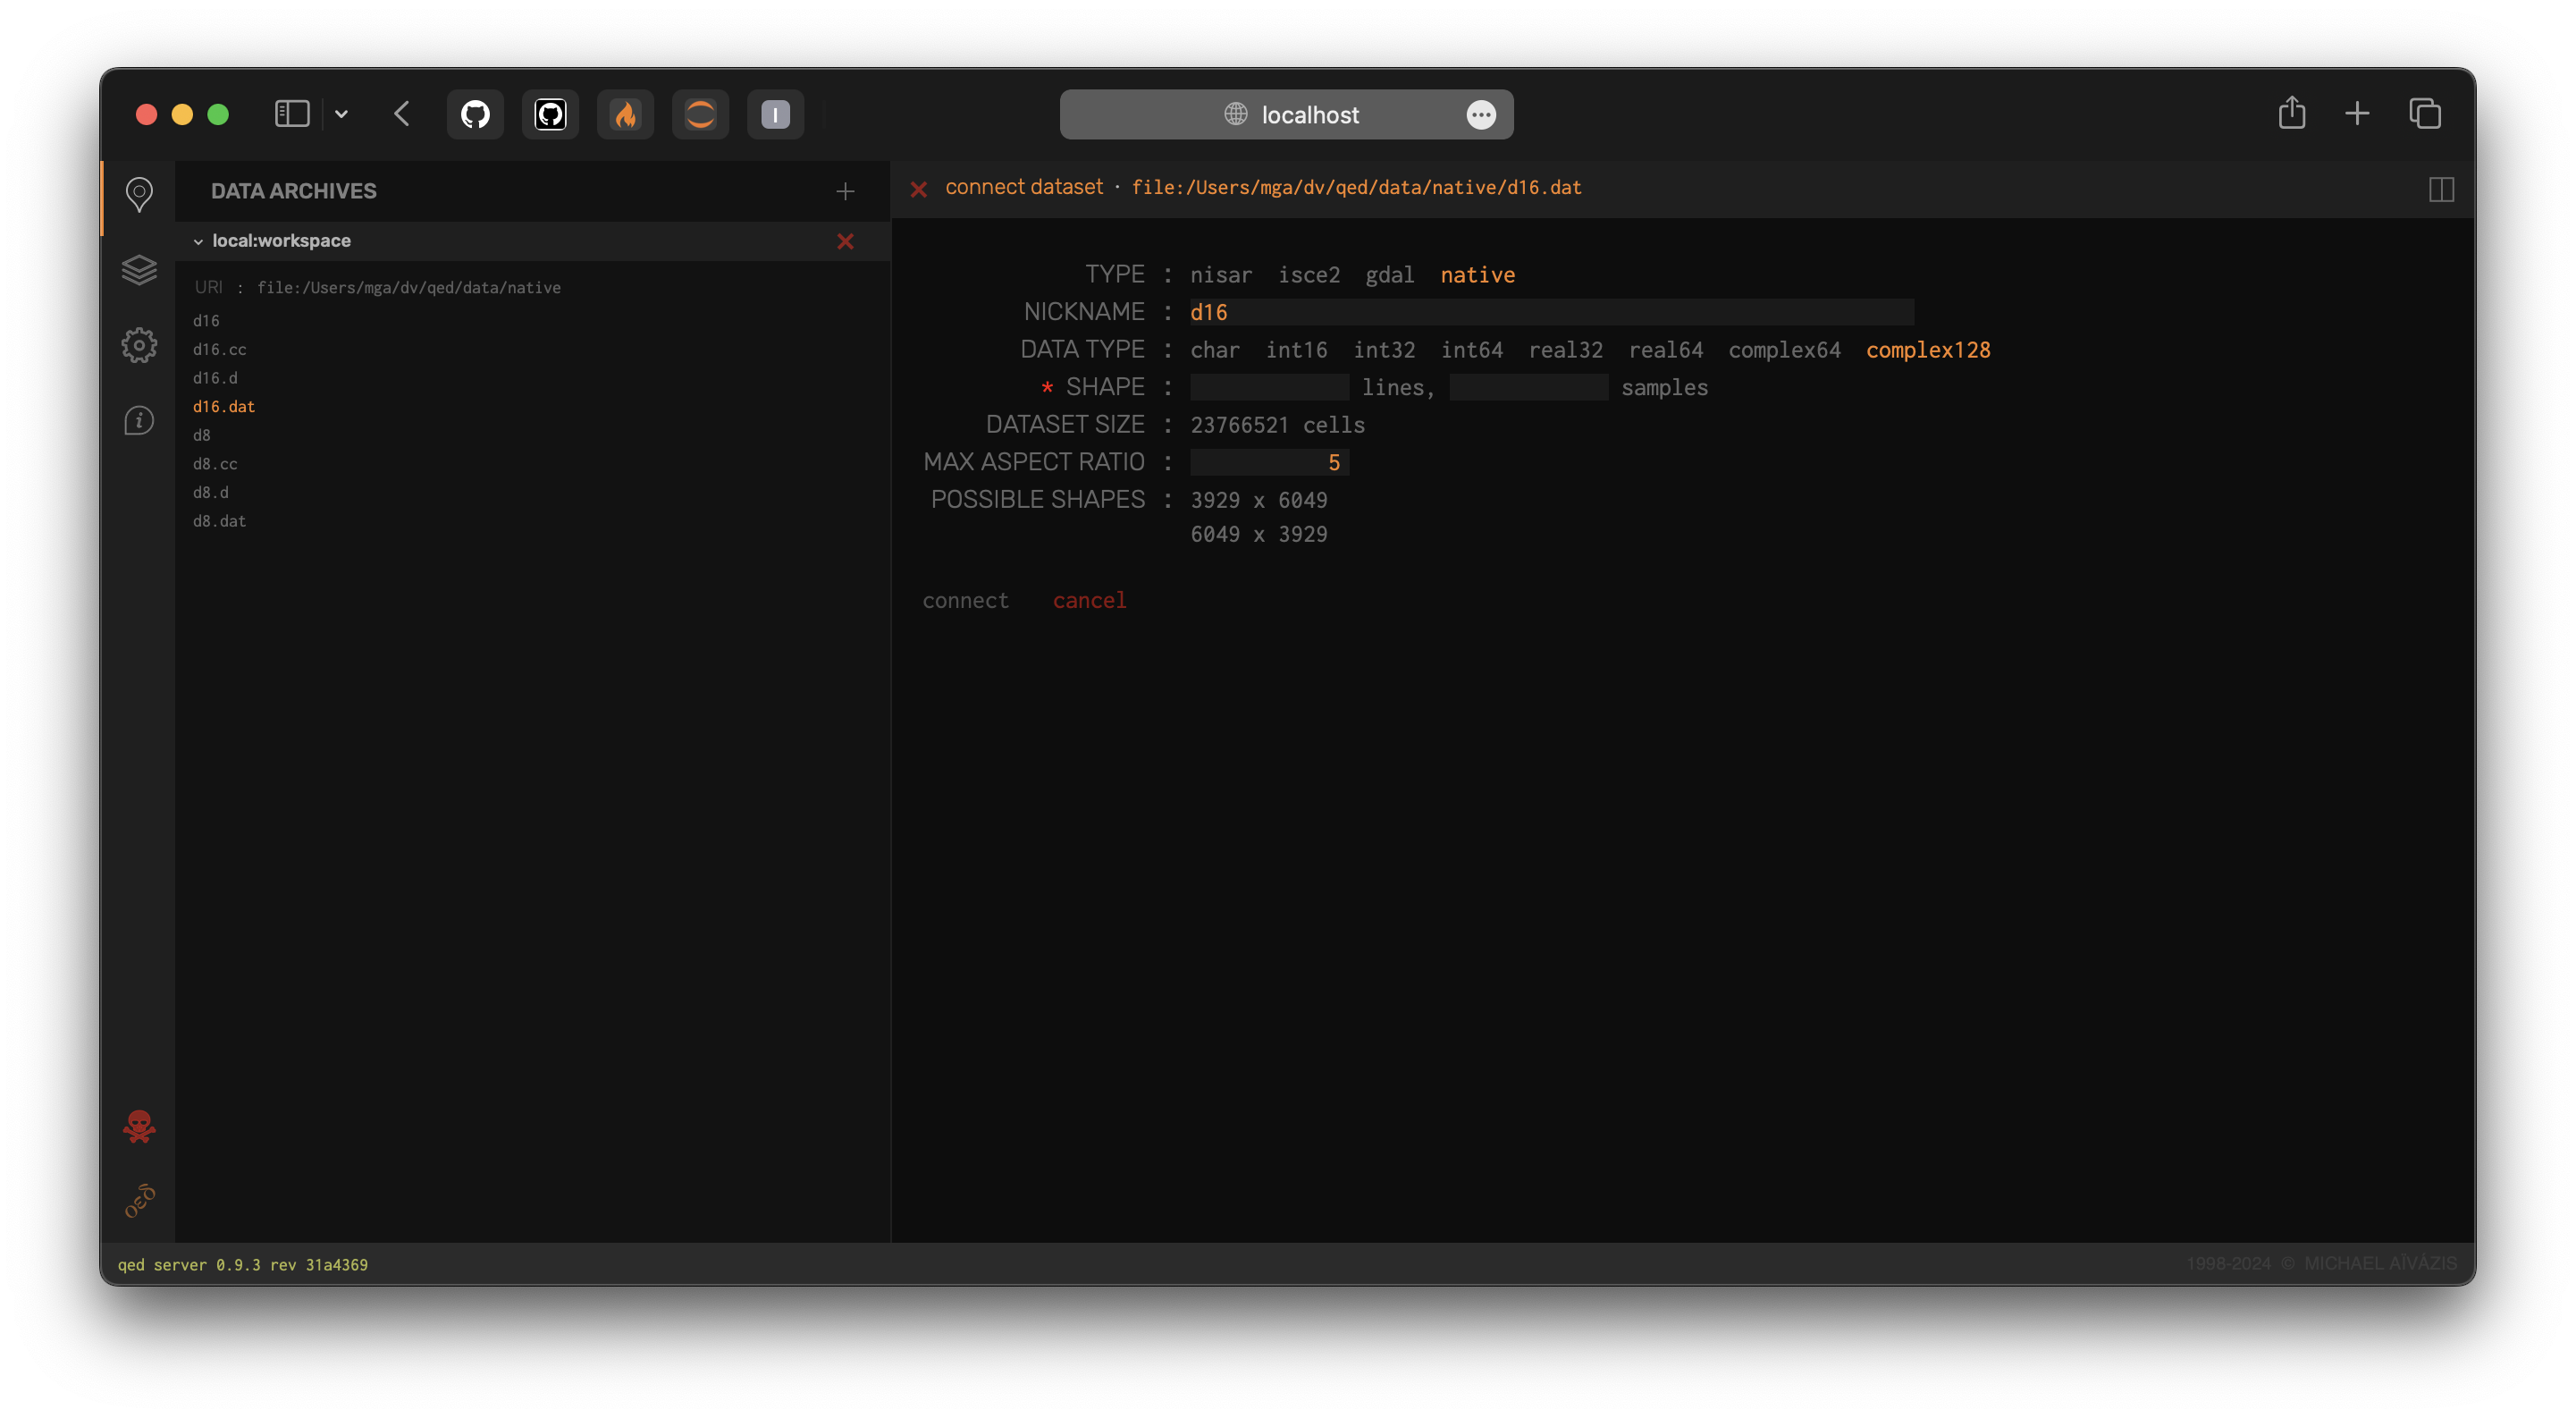 localhost
DATA ARCHIVES
local:workspace
URI : file:/Users/mga/dv/qed/data/native
d16
d16.cc
d16.d
d16.dat
d8
d8.cc
d8.d
d8.dat
connect dataset · file:/Users/mga/dv/qed/data/native/d16.dat
TYPE : nisar isce2 gdal native
NICKNAME : d16
DATA TYPE : char int16 int32 int64 real32 real64 complex64 complex128
* SHAPE : lines, samples
DATASET SIZE : 23766521 cells
MAX ASPECT RATIO : 5
POSSIBLE SHAPES : 3929 x 6049
6049 x 3929
connect cancel
qed server 0.9.3 rev 31a4369
1998-2024 © MICHAEL AÏVÁZIS